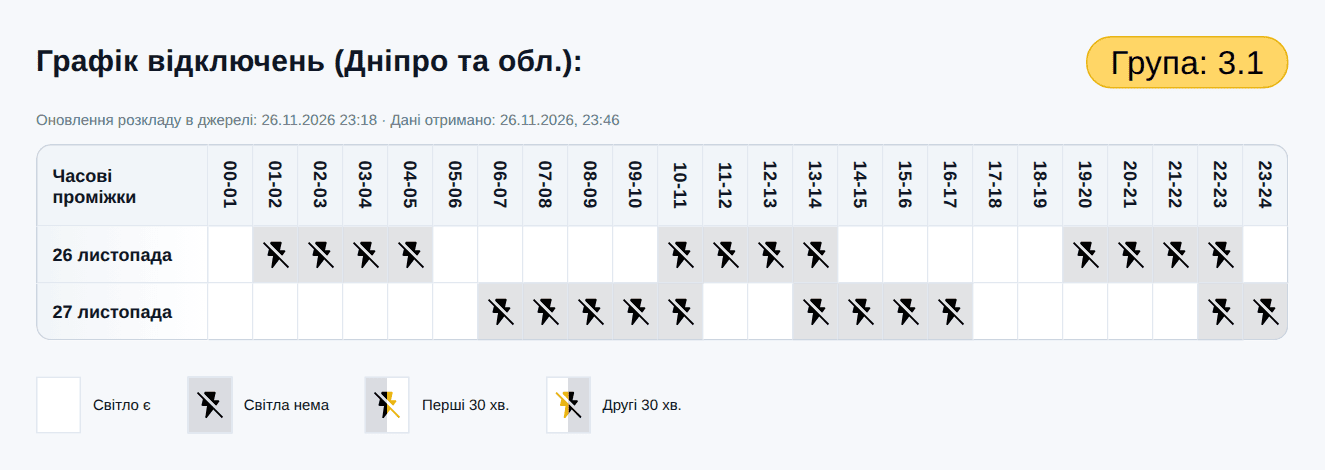 Графік відключень (Дніпро та обл.):
Група: 3.1
Оновлення розкладу в джерелі: 26.11.2026 23:18 · Дані отримано: 26.11.2026, 23:46
Часові
проміжки
00-01
01-02
02-03
03-04
04-05
05-06
06-07
07-08
08-09
09-10
10-11
11-12
12-13
13-14
14-15
15-16
16-17
17-18
18-19
19-20
20-21
21-22
22-23
23-24
26 листопада
27 листопада
Світло є
Світла нема
Перші 30 хв.
Другі 30 хв.